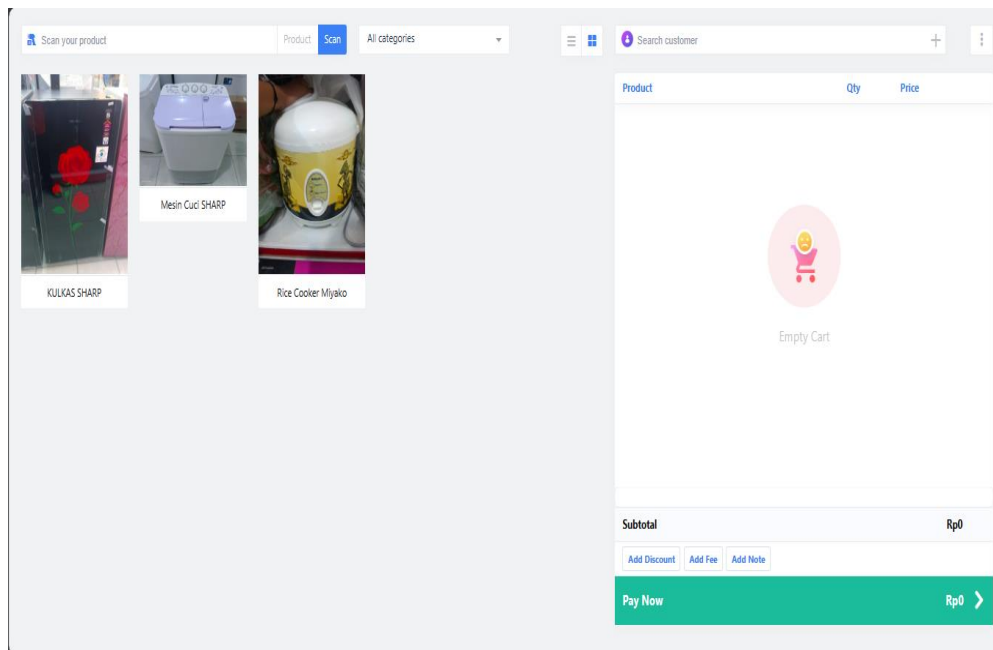 Scan your product
Product
Scan
All categories
Search customer
Mesin Cuci SHARP
KULKAS SHARP
Rice Cooker Miyako
Product Qty Price
Empty Cart
Subtotal Rp0
Add Discount Add Fee Add Note
Pay Now Rp0